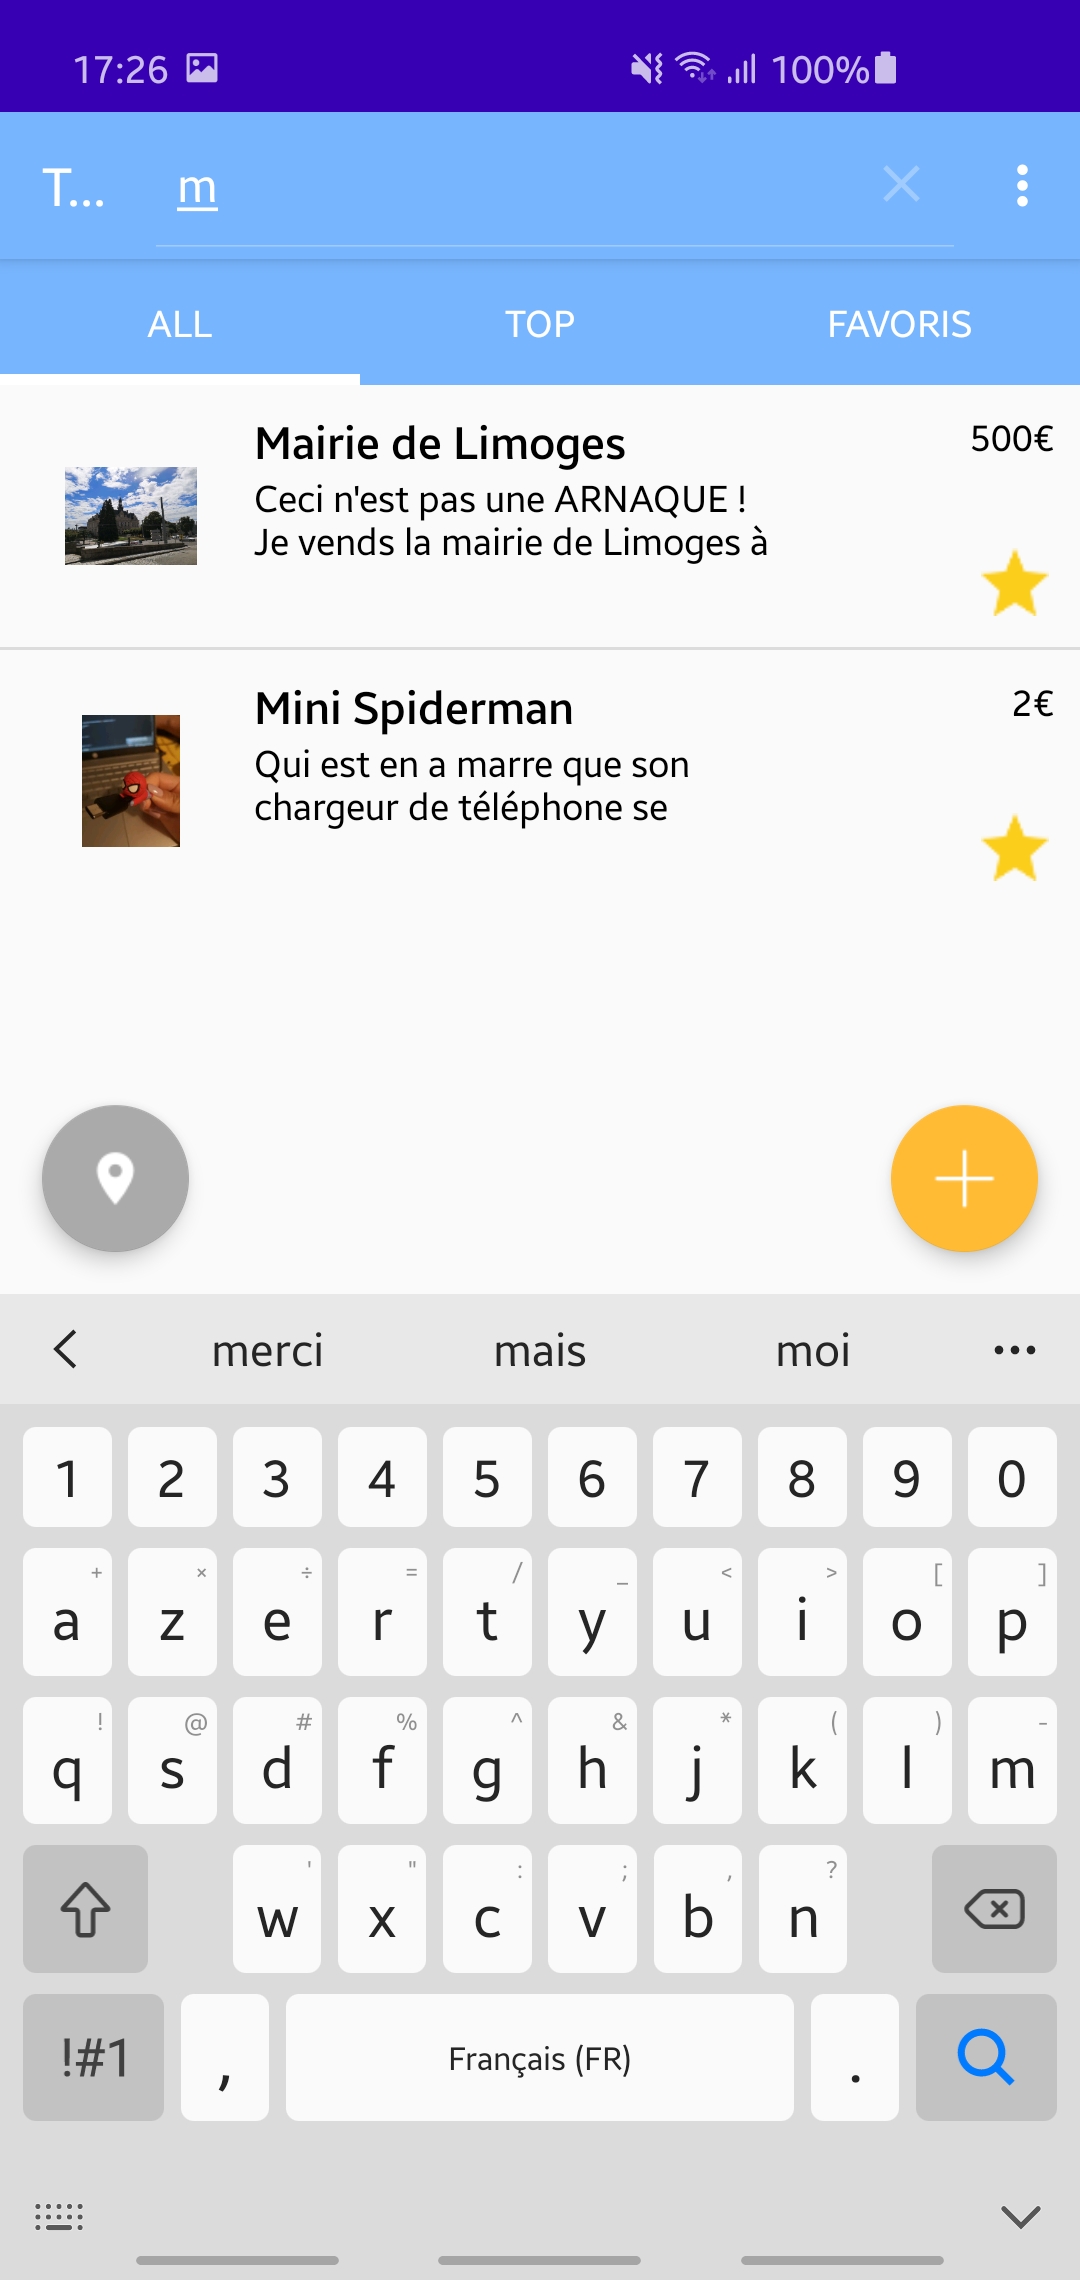 17:26 100%
T... m
ALL TOP FAVORIS
Mairie de Limoges 500€
Ceci n'est pas une ARNAQUE !
Je vends la mairie de Limoges à
Mini Spiderman 2€
Qui est en a marre que son
chargeur de téléphone se
merci mais moi ...
1 2 3 4 5 6 7 8 9 0
+ × ÷ = / _ < > [ ]
a z e r t y u i o p
! @ # % ^ & * ( ) -
q s d f g h j k l m
' " : ; , ?
w x c v b n
!#1 , Français (FR) .